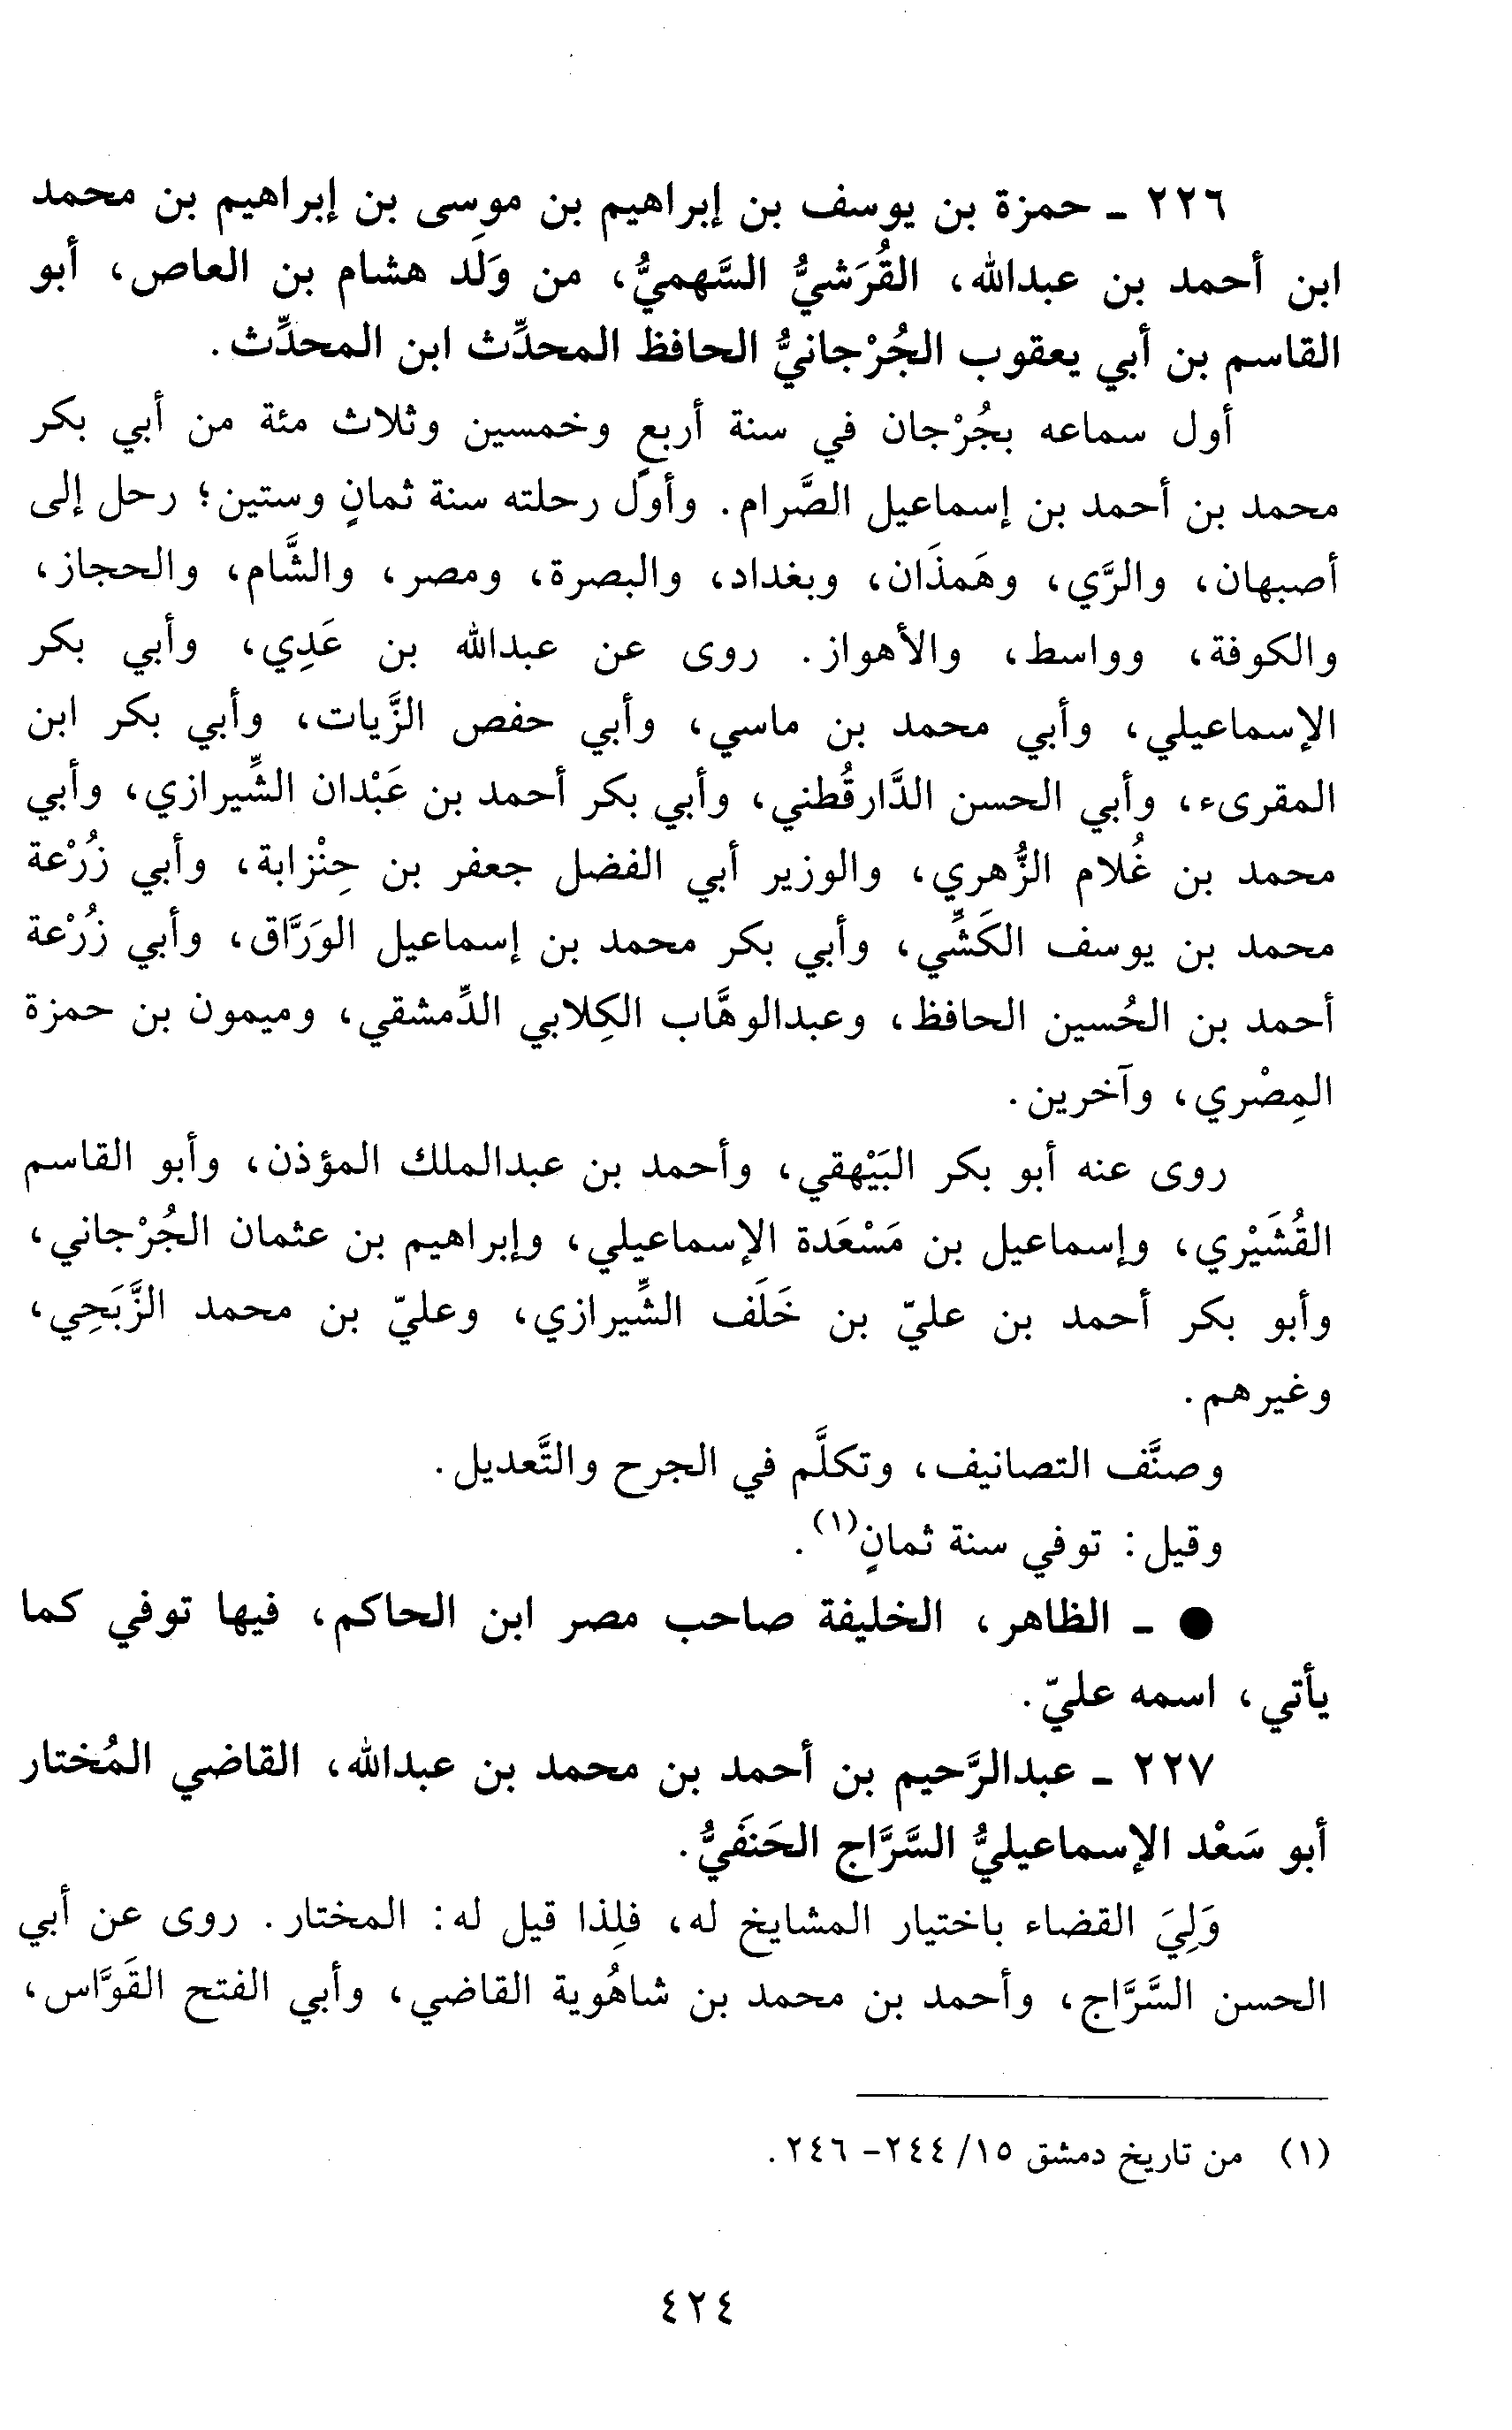 ٢٢٦ ـ حمزة بن يوسف بن إبراهيم بن موسى بن إبراهيم بن محمد
ابن أحمد بن عبدالله، القُرَشيُّ السَّهميُّ، من وَلَد هشام بن العاص، أبو
القاسم بن أبي يعقوب الجُرْجانيُّ الحافظ المحدِّث ابن المحدِّث.
أول سماعه بجُرْجان في سنة أربعٍ وخمسين وثلاث مئة من أبي بكر
محمد بن أحمد بن إسماعيل الصَّرام. وأول رحلته سنة ثمانٍ وستين؛ رحل إلى
أصبهان، والرَّي، وهَمذَان، وبغداد، والبصرة، ومصر، والشَّام، والحجاز،
والكوفة، وواسط، والأهواز. روى عن عبدالله بن عَدِي، وأبي بكر
الإسماعيلي، وأبي محمد بن ماسي، وأبي حفص الزَّيات، وأبي بكر ابن
المقرىء، وأبي الحسن الدَّارقُطني، وأبي بكر أحمد بن عَبْدان الشِّيرازي، وأبي
محمد بن غُلام الزُّهري، والوزير أبي الفضل جعفر بن حِنْزابة، وأبي زُرْعة
محمد بن يوسف الكَشِّي، وأبي بكر محمد بن إسماعيل الوَرَّاق، وأبي زُرْعة
أحمد بن الحُسين الحافظ، وعبدالوهَّاب الكِلابي الدِّمشقي، وميمون بن حمزة
المِصْري، وآخرين.
روى عنه أبو بكر البَيْهقي، وأحمد بن عبدالملك المؤذن، وأبو القاسم
القُشَيْري، وإسماعيل بن مَسْعَدة الإسماعيلي، وإبراهيم بن عثمان الجُرْجاني،
وأبو بكر أحمد بن عليّ بن خَلَف الشِّيرازي، وعليّ بن محمد الزَّبَحِي،
وغيرهم.
وصنَّف التصانيف، وتكلَّم في الجرح والتَّعديل.
وقيل: توفي سنة ثمانٍ(١).
● ـ الظاهر، الخليفة صاحب مصر ابن الحاكم، فيها توفي كما
يأتي، اسمه عليّ.
٢٢٧ ـ عبدالرَّحيم بن أحمد بن محمد بن عبدالله، القاضي المُختار
أبو سَعْد الإسماعيليُّ السَّرَّاج الحَنفَيُّ.
وَلِيَ القضاء باختيار المشايخ له، فلِذا قيل له: المختار. روى عن أبي
الحسن السَّرَّاج، وأحمد بن محمد بن شاهُوية القاضي، وأبي الفتح القَوَّاس،
(١) من تاريخ دمشق ١٥/ ٢٤٤- ٢٤٦.
٤٢٤